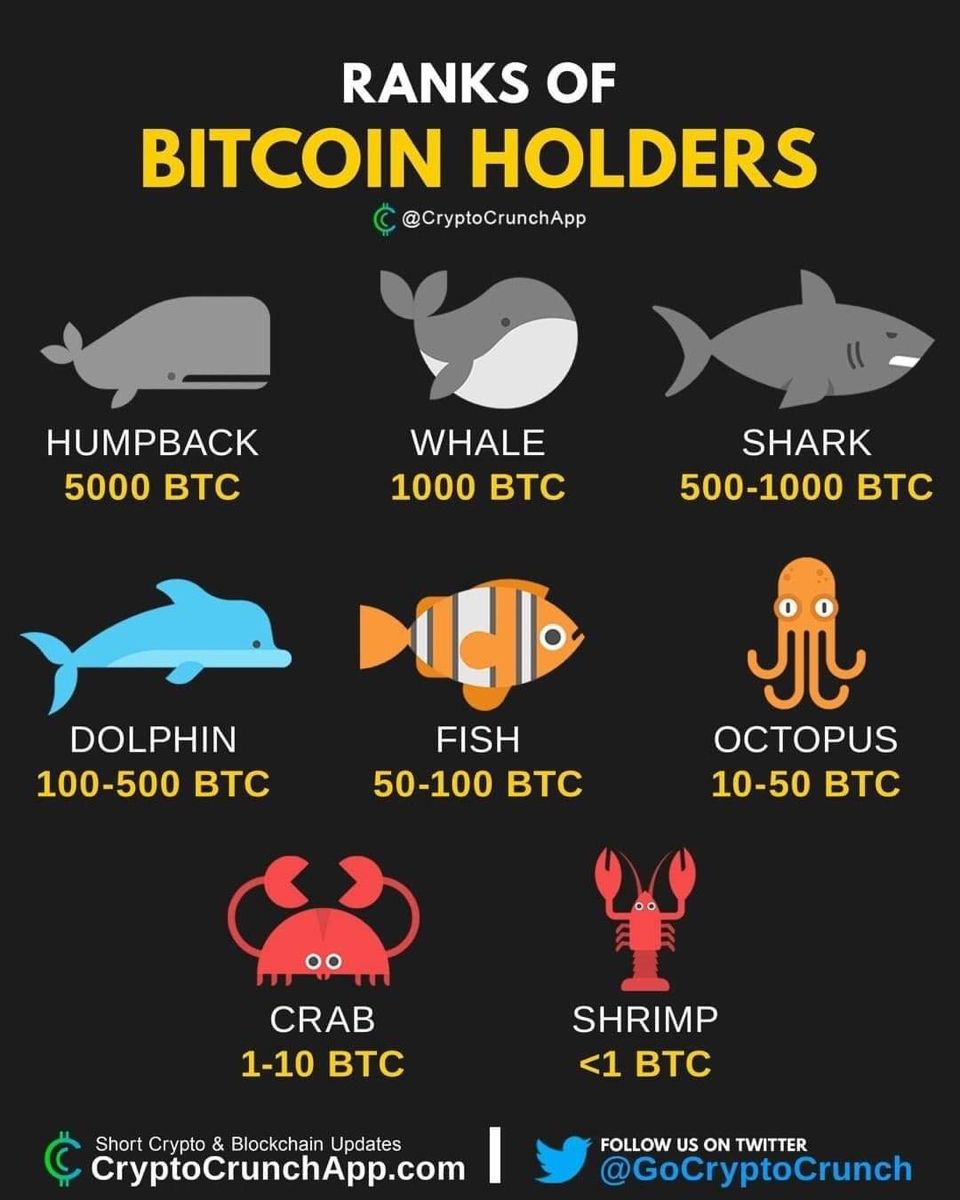 RANKS OF
BITCOIN HOLDERS
@CryptoCrunchApp
HUMPBACK
5000 BTC
WHALE
1000 BTC
SHARK
500-1000 BTC
DOLPHIN
100-500 BTC
FISH
50-100 BTC
OCTOPUS
10-50 BTC
CRAB
1-10 BTC
SHRIMP
<1 BTC
Short Crypto & Blockchain Updates
CryptoCrunchApp.com
FOLLOW US ON TWITTER
@GoCryptoCrunch